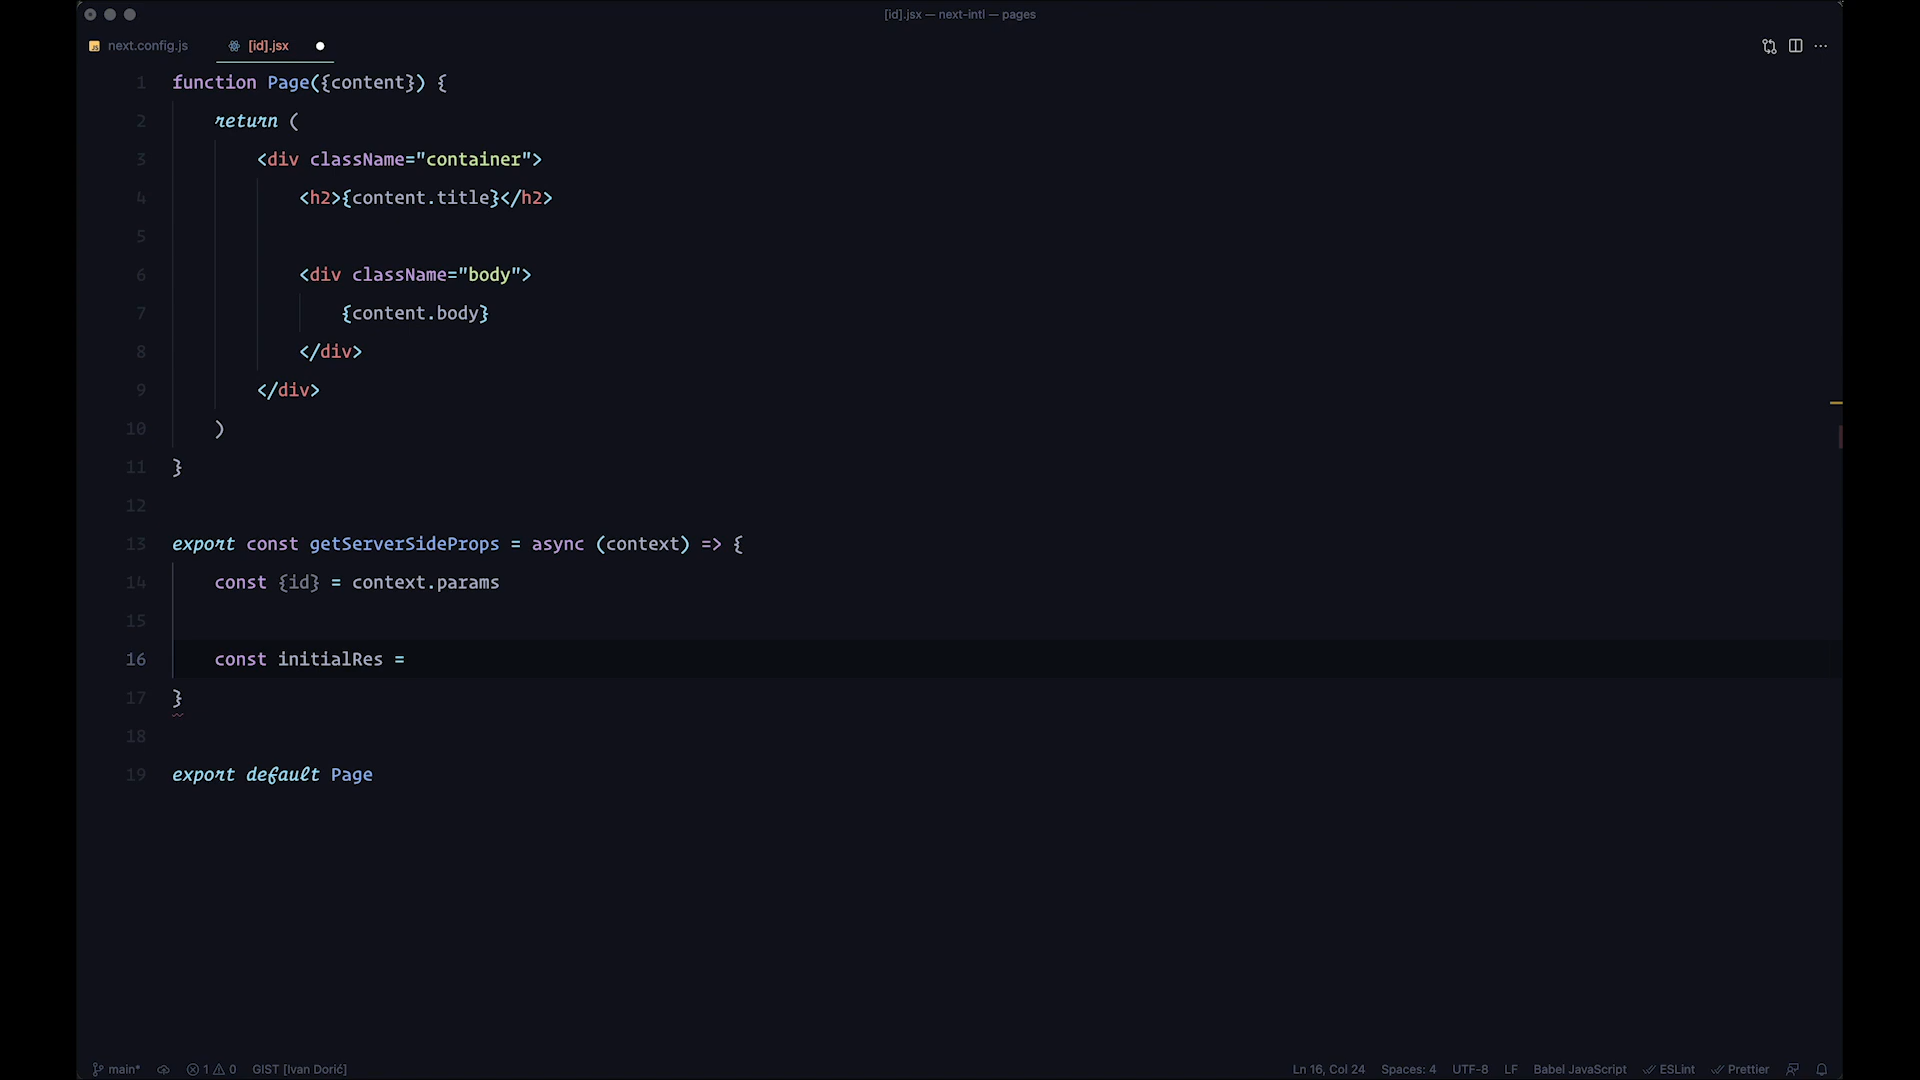 [id].jsx — next-intl — pages
next.config.js
[id].jsx
1 function Page({content}) {
2 return (
3 <div className="container">
4 <h2>{content.title}</h2>
5
6 <div className="body">
7 {content.body}
8 </div>
9 </div>
10 )
11 }
12
13 export const getServerSideProps = async (context) => {
14 const {id} = context.params
15
16 const initialRes =
17 }
18
19 export default Page
main* 1 0 GIST [Ivan Dorić] Ln 16, Col 24 Spaces: 4 UTF-8 LF Babel JavaScript ESLint Prettier